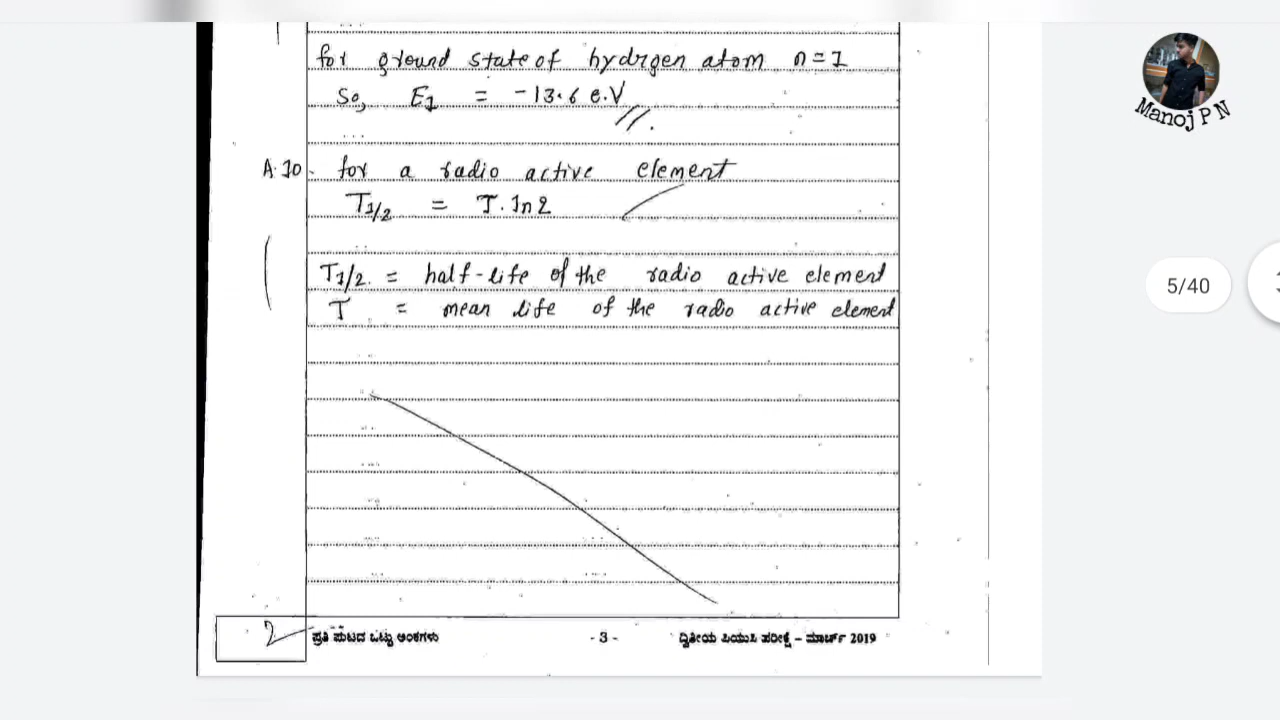 for ground state of hydrgen atom n=1
So, E1 = -13.6 e.V
A.10. for a radio active element
T1/2 = T. ln2
T1/2. = half-life of the radio active element
T = mean life of the radio active element
2 ಪ್ರತಿ ಪುಟದ ಒಟ್ಟು ಅಂಕಗಳು - 3 - ದ್ವಿತೀಯ ಪಿಯುಸಿ ಪರೀಕ್ಷೆ – ಮಾರ್ಚ್ 2019
Manoj P N
5/40